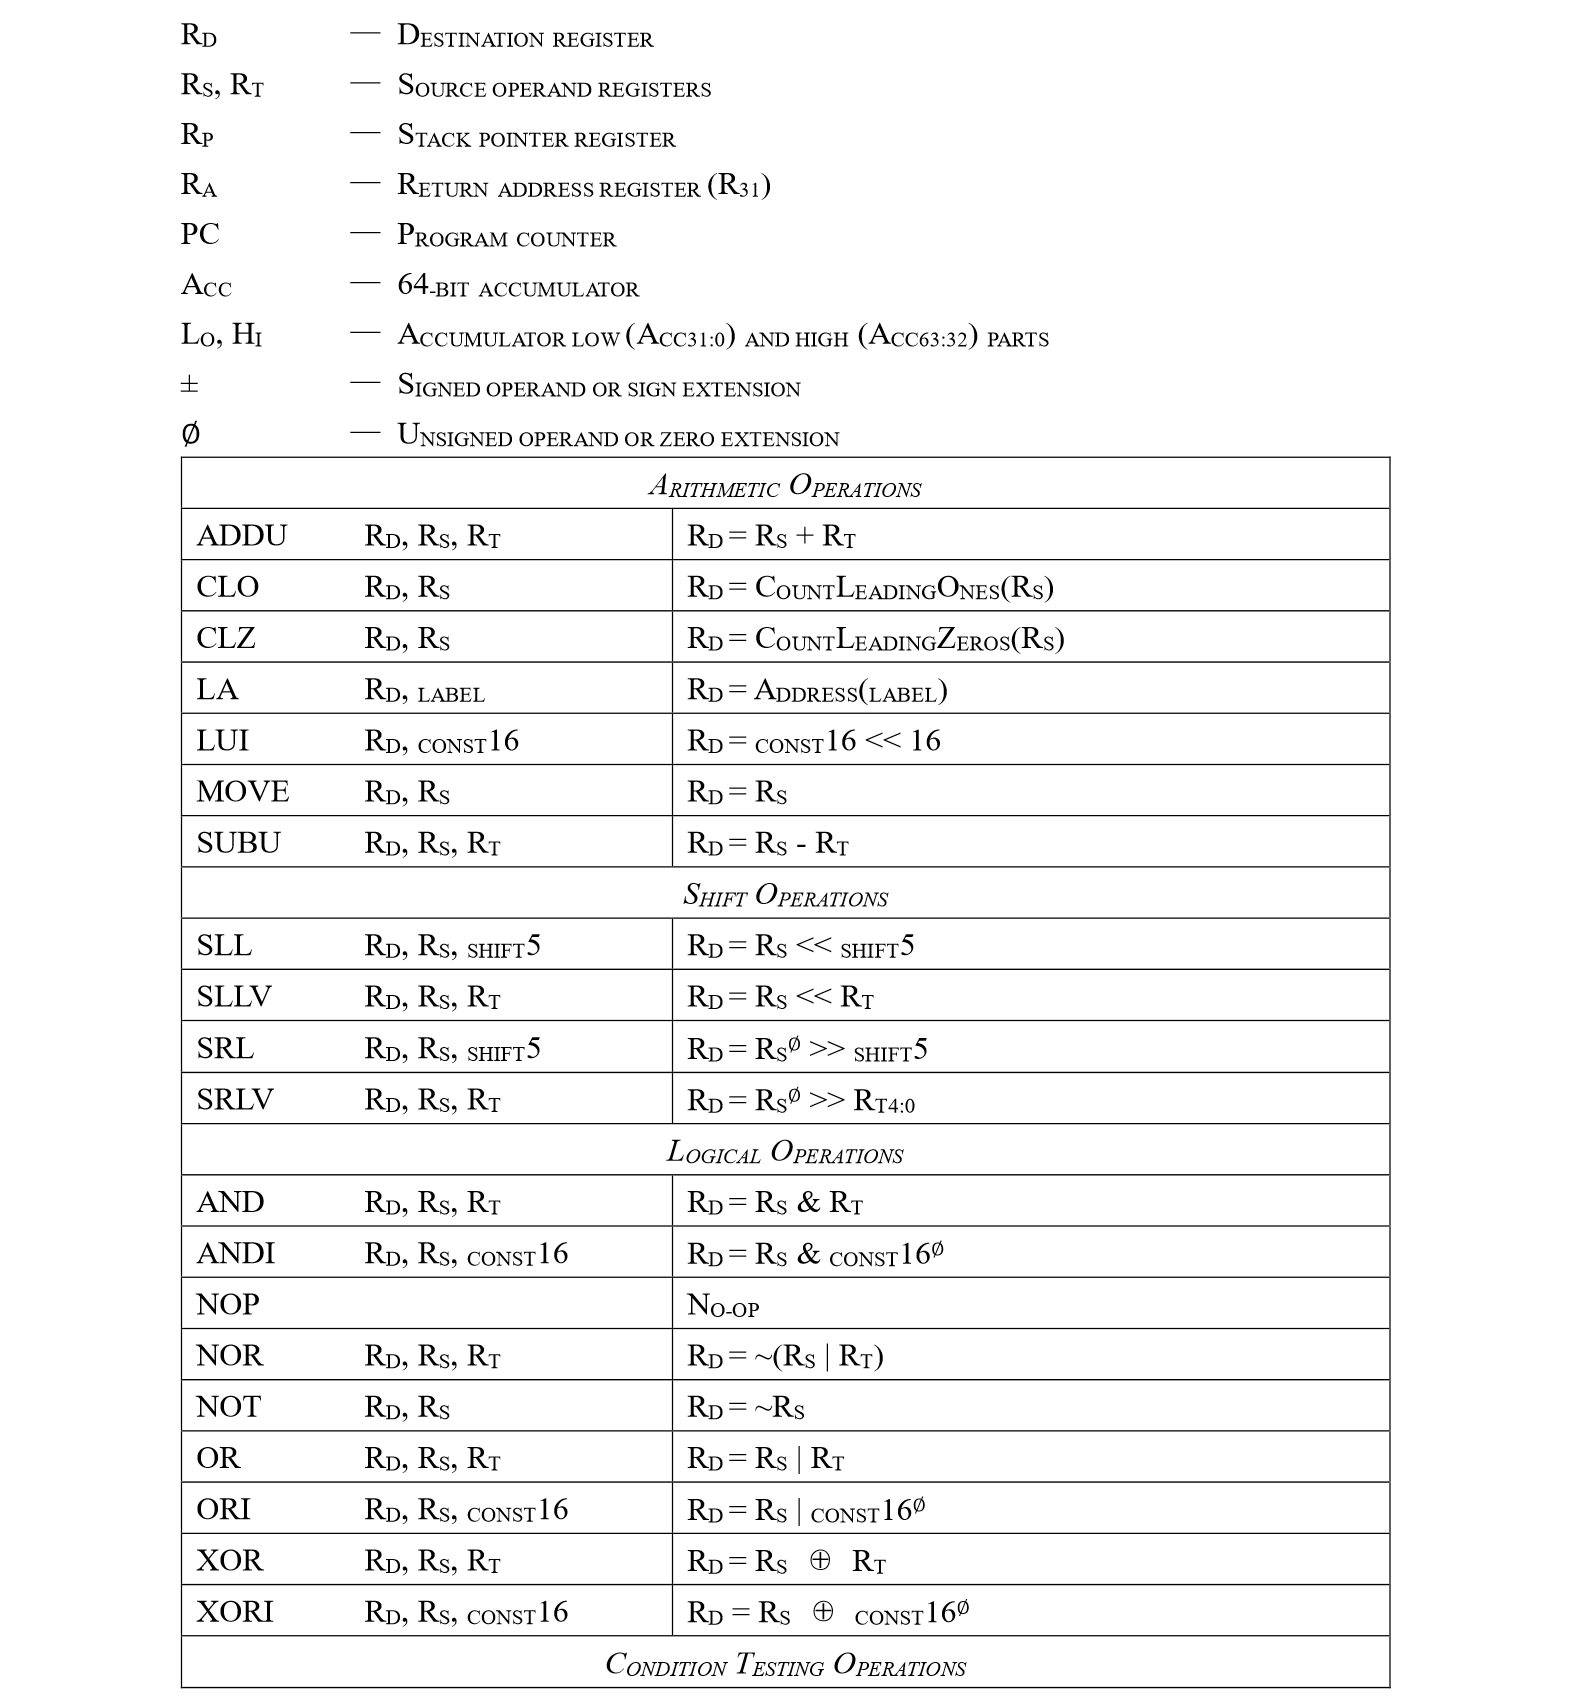 RD — DESTINATION REGISTER
RS, RT — SOURCE OPERAND REGISTERS
RP — STACK POINTER REGISTER
RA — RETURN ADDRESS REGISTER (R31)
PC — PROGRAM COUNTER
ACC — 64-BIT ACCUMULATOR
LO, HI — ACCUMULATOR LOW (ACC31:0) AND HIGH (ACC63:32) PARTS
± — SIGNED OPERAND OR SIGN EXTENSION
∅ — UNSIGNED OPERAND OR ZERO EXTENSION
ARITHMETIC OPERATIONS
ADDU RD, RS, RT RD = RS + RT
CLO RD, RS RD = COUNTLEADINGONES(RS)
CLZ RD, RS RD = COUNTLEADINGZEROS(RS)
LA RD, LABEL RD = ADDRESS(LABEL)
LUI RD, CONST16 RD = CONST16 << 16
MOVE RD, RS RD = RS
SUBU RD, RS, RT RD = RS - RT
SHIFT OPERATIONS
SLL RD, RS, SHIFT5 RD = RS << SHIFT5
SLLV RD, RS, RT RD = RS << RT
SRL RD, RS, SHIFT5 RD = RS∅ >> SHIFT5
SRLV RD, RS, RT RD = RS∅ >> RT4:0
LOGICAL OPERATIONS
AND RD, RS, RT RD = RS & RT
ANDI RD, RS, CONST16 RD = RS & CONST16∅
NOP NO-OP
NOR RD, RS, RT RD = ~(RS | RT)
NOT RD, RS RD = ~RS
OR RD, RS, RT RD = RS | RT
ORI RD, RS, CONST16 RD = RS | CONST16∅
XOR RD, RS, RT RD = RS ⊕ RT
XORI RD, RS, CONST16 RD = RS ⊕ CONST16∅
CONDITION TESTING OPERATIONS